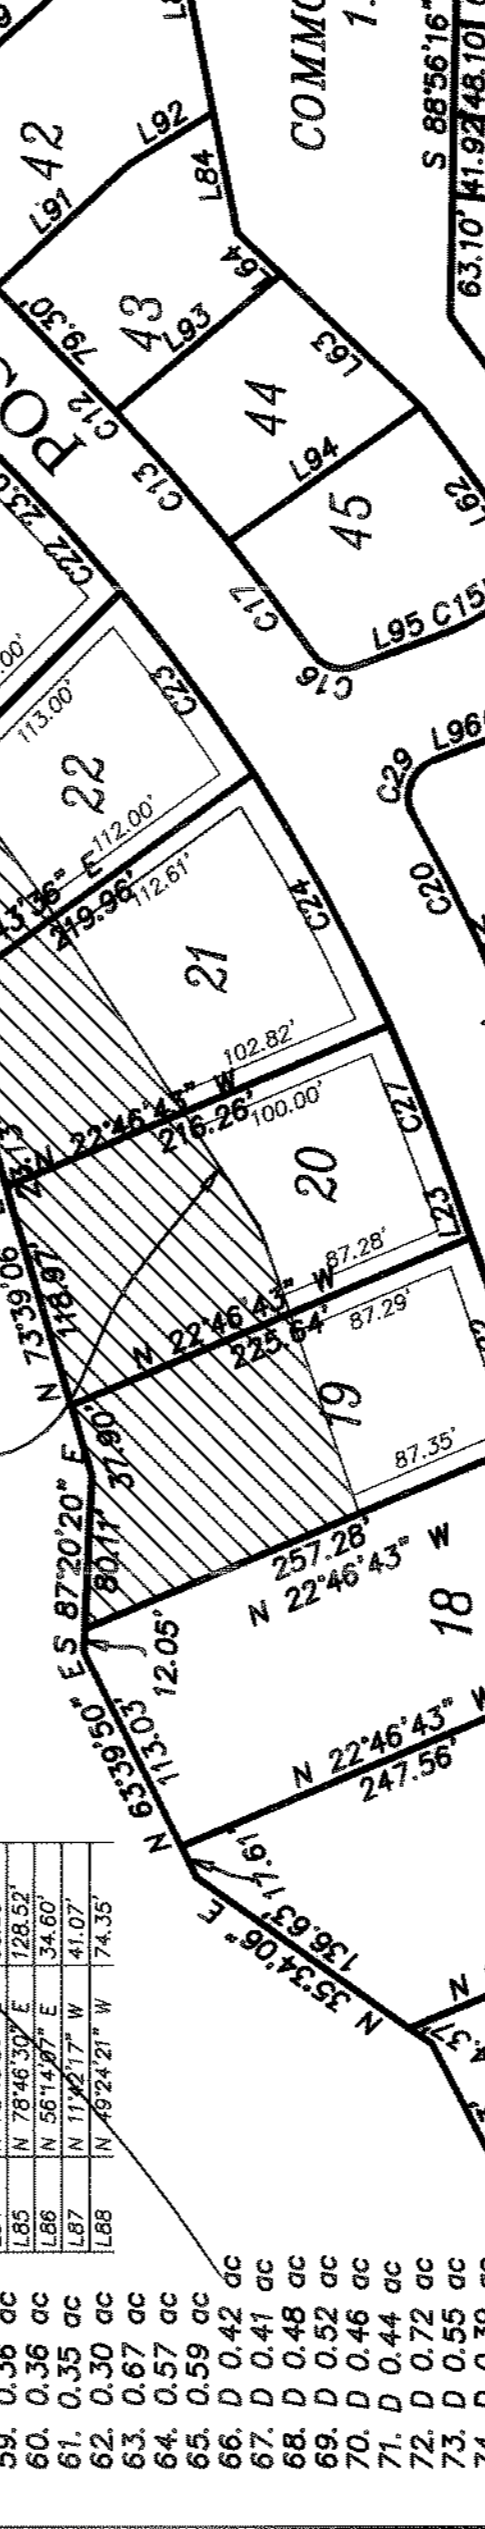 42
L92
L91
L84
COMMO
1.
S 88°56'16"
63.10'
41.92'
48.10'
L64
79.30'
43
L93
L63
C12
44
C13
L94
L62
45
C17
L95
C15
C16
C22
C23
113.00'
22
112.00'
E
219.96'
112.61'
C29
L96
C20
C24
21
102.82'
N 22°46'43" W
216.26'
100.00'
C27
20
L23
87.28'
N 73°39'06"
118.97'
N 22°46'43" W
225.64'
87.29'
19
37.90'
87.35'
S 87°20'20" E
80.11'
257.28'
N 22°46'43" W
18
12.05'
N 63°39'50" E
113.03'
N 22°46'43" W
247.56'
17.61'
N 35°34'06" E
136.63'
N
128.52'
L85 N 78°46'30" E
L86 N 56°14'07" E 34.60'
L87 N 11°42'17" W 41.07'
L88 N 49°24'21" W 74.35'
59. 0.36 ac
60. 0.36 ac
61. 0.35 ac
62. 0.30 ac
63. 0.67 ac
64. 0.57 ac
65. 0.59 ac
66. D 0.42 ac
67. D 0.41 ac
68. D 0.48 ac
69. D 0.52 ac
70. D 0.46 ac
71. D 0.44 ac
72. D 0.72 ac
73. D 0.55 ac